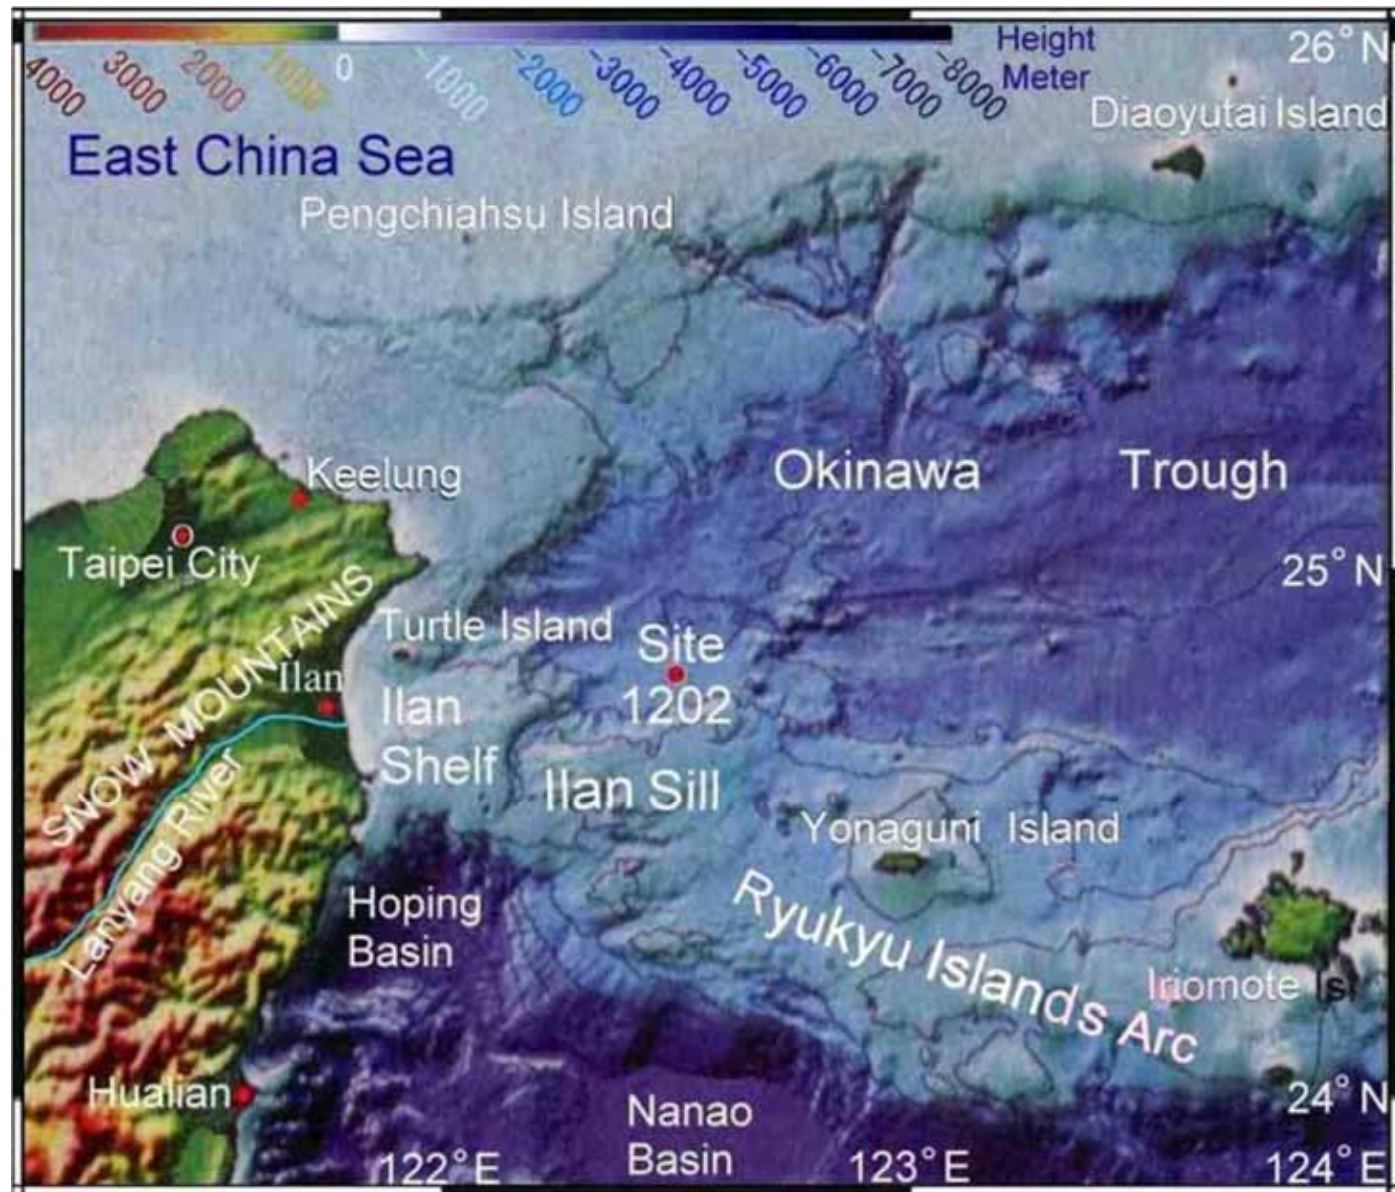 4000 3000 2000 1000 0 -1000 -2000 -3000 -4000 -5000 -6000 -7000 -8000
Height
Meter
26° N
Diaoyutai Island
East China Sea
Pengchiahsu Island
Keelung
Okinawa Trough
Taipei City
25° N
SNOW MOUNTAINS
Turtle Island
Site
1202
Ilan
Ilan
Shelf
Ilan Sill
Lanyang River
Yonaguni Island
Hoping
Basin
Ryukyu Islands Arc
Iriomote Isl
Hualian
24° N
Nanao
Basin
122° E
123° E
124° E